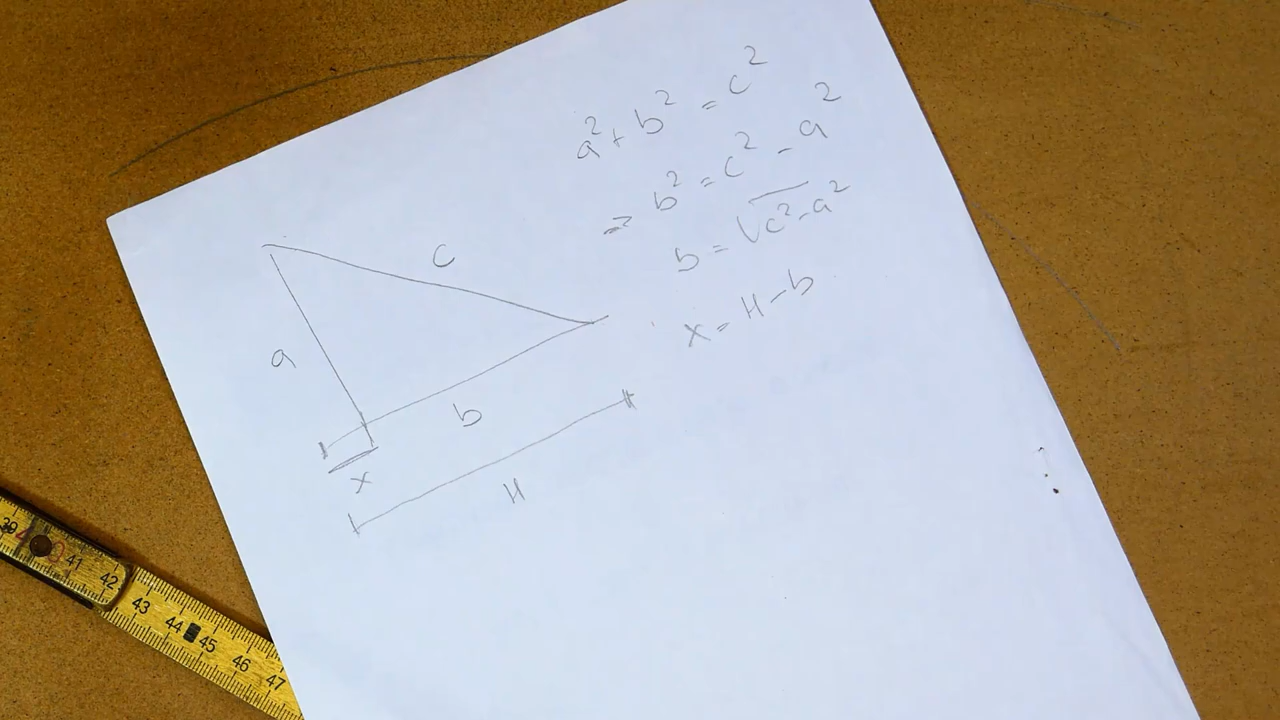 a² + b² = c²
⇒ b² = c² - a²
b = √c²-a²
x = H - b
c
a
b
x
H
39 40 41 42 43 44 45 46 47